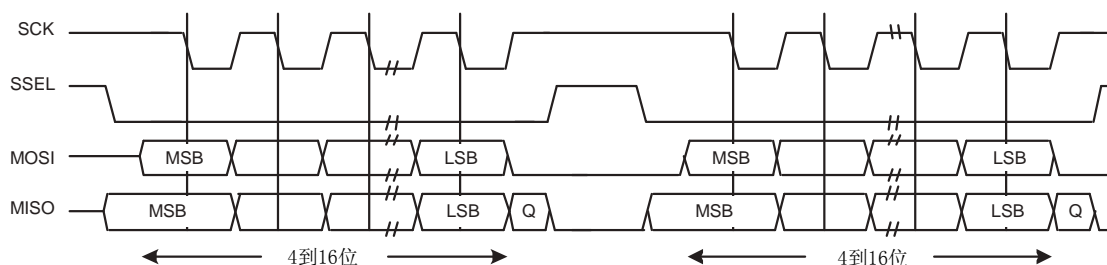 SCK
SSEL
MOSI MSB LSB MSB LSB
MISO MSB LSB Q MSB LSB Q
4到16位 4到16位